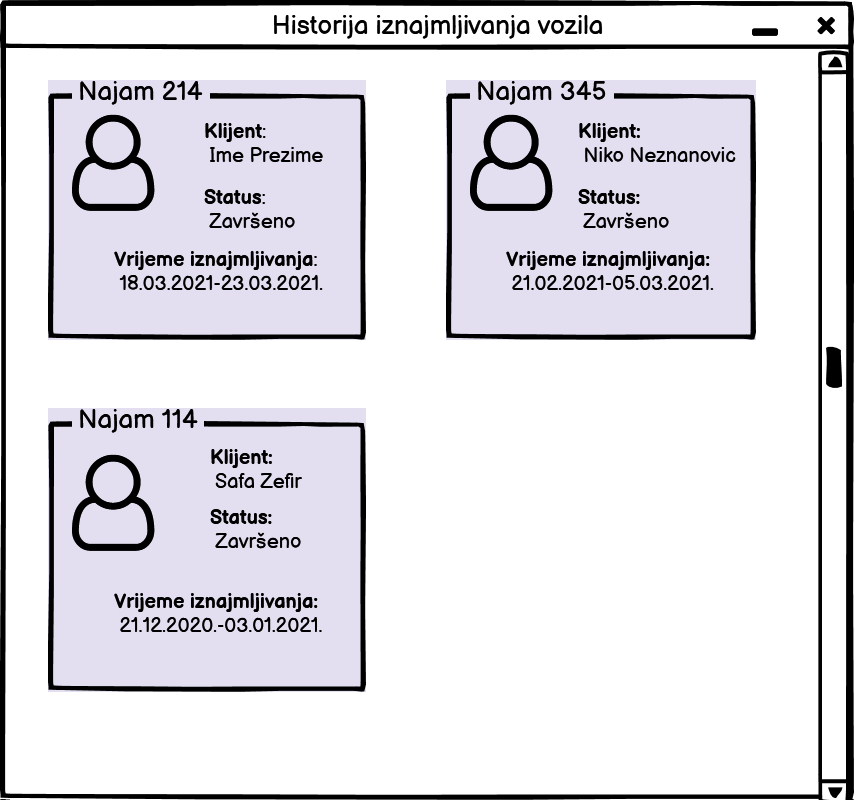 Historija iznajmljivanja vozila
Najam 214
Klijent:
Ime Prezime
Status:
Završeno
Vrijeme iznajmljivanja:
18.03.2021-23.03.2021.
Najam 345
Klijent:
Niko Neznanovic
Status:
Završeno
Vrijeme iznajmljivanja:
21.02.2021-05.03.2021.
Najam 114
Klijent:
Safa Zefir
Status:
Završeno
Vrijeme iznajmljivanja:
21.12.2020.-03.01.2021.